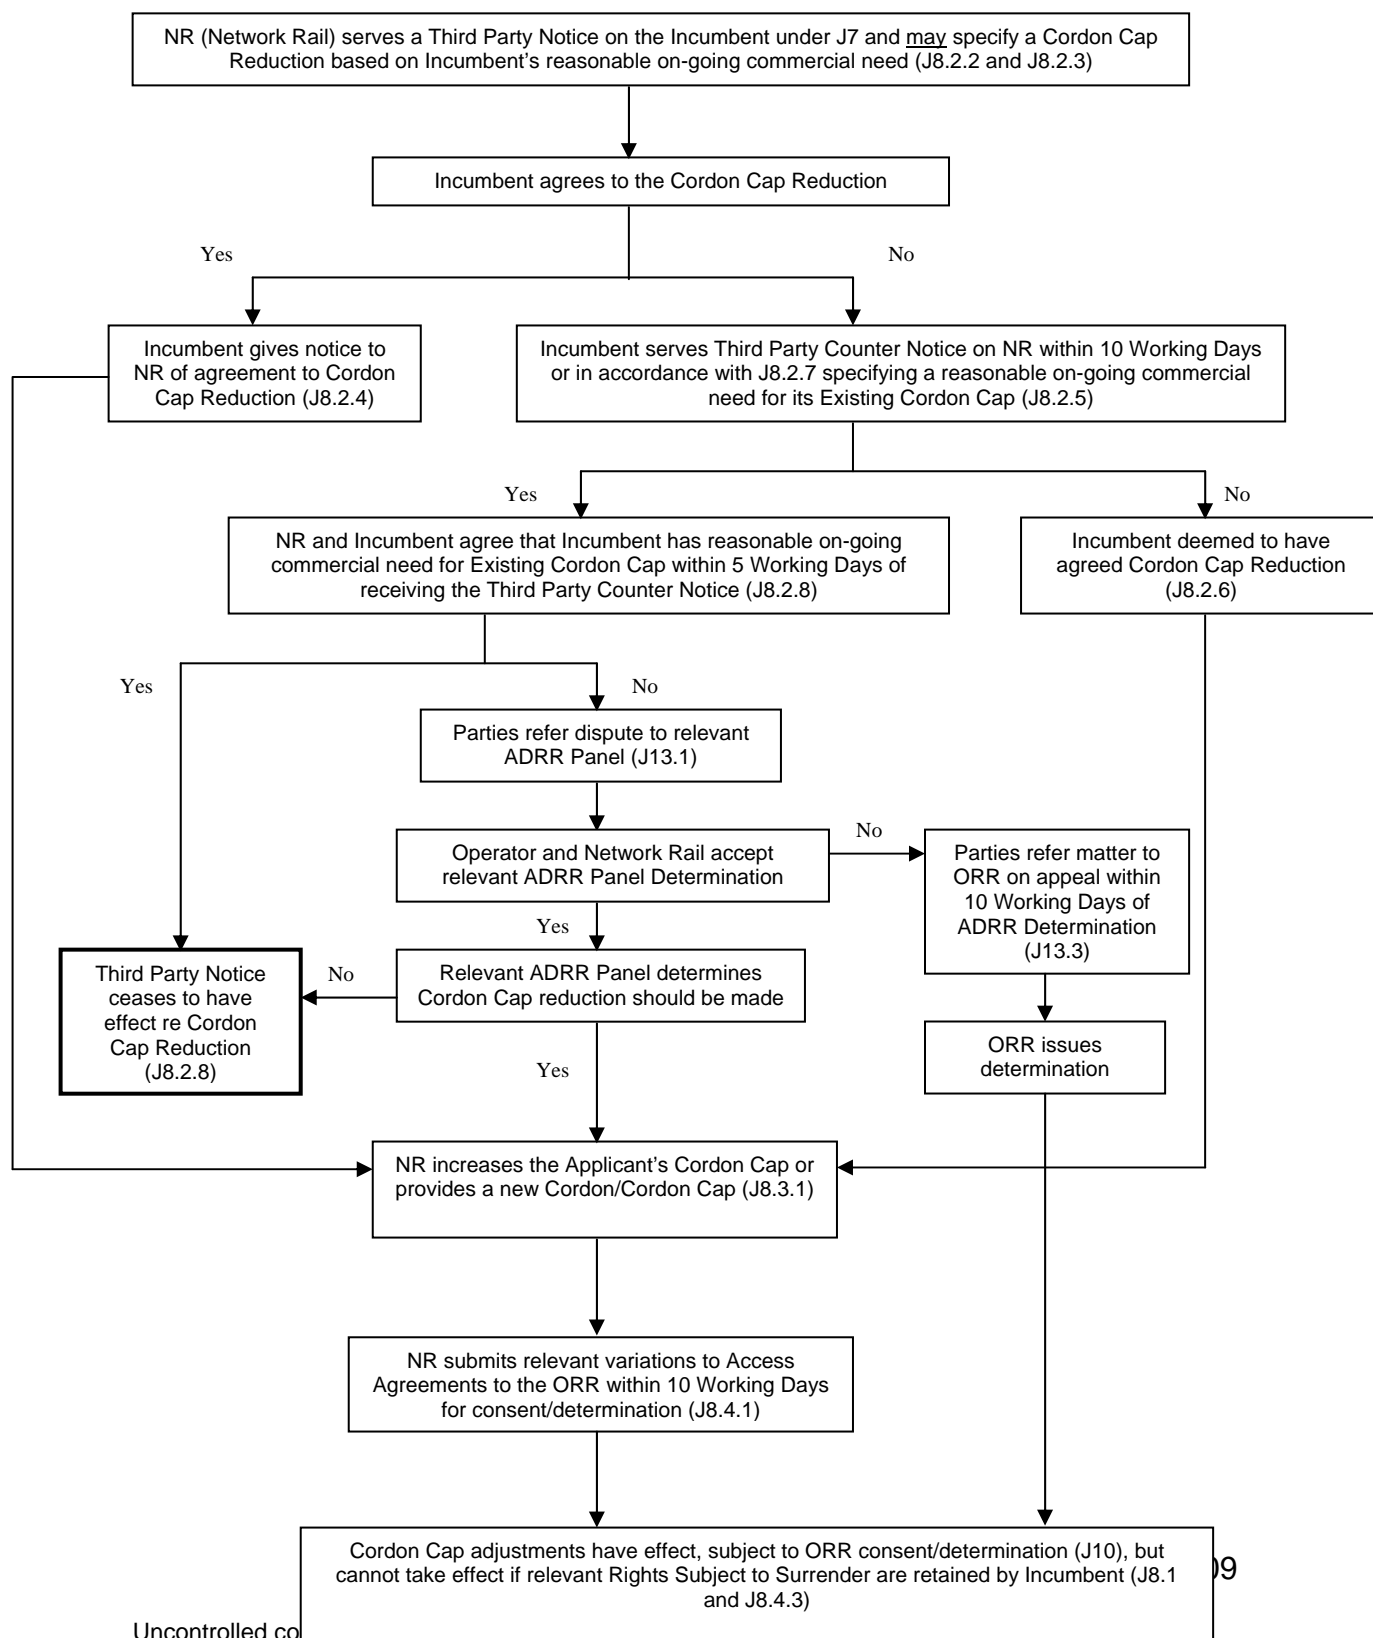 NR (Network Rail) serves a Third Party Notice on the Incumbent under J7 and may specify a Cordon Cap
Reduction based on Incumbent's reasonable on-going commercial need (J8.2.2 and J8.2.3)
Incumbent agrees to the Cordon Cap Reduction
Yes
No
Incumbent gives notice to
NR of agreement to Cordon
Cap Reduction (J8.2.4)
Incumbent serves Third Party Counter Notice on NR within 10 Working Days
or in accordance with J8.2.7 specifying a reasonable on-going commercial
need for its Existing Cordon Cap (J8.2.5)
Yes
No
NR and Incumbent agree that Incumbent has reasonable on-going
commercial need for Existing Cordon Cap within 5 Working Days of
receiving the Third Party Counter Notice (J8.2.8)
Incumbent deemed to have
agreed Cordon Cap Reduction
(J8.2.6)
Yes
No
Parties refer dispute to relevant
ADRR Panel (J13.1)
Operator and Network Rail accept
relevant ADRR Panel Determination
No
Parties refer matter to
ORR on appeal within
10 Working Days of
ADRR Determination
(J13.3)
Yes
Third Party Notice
ceases to have
effect re Cordon
Cap Reduction
(J8.2.8)
No
Relevant ADRR Panel determines
Cordon Cap reduction should be made
ORR issues
determination
Yes
NR increases the Applicant's Cordon Cap or
provides a new Cordon/Cordon Cap (J8.3.1)
NR submits relevant variations to Access
Agreements to the ORR within 10 Working Days
for consent/determination (J8.4.1)
Cordon Cap adjustments have effect, subject to ORR consent/determination (J10), but
cannot take effect if relevant Rights Subject to Surrender are retained by Incumbent (J8.1
and J8.4.3)
9
Uncontrolled co